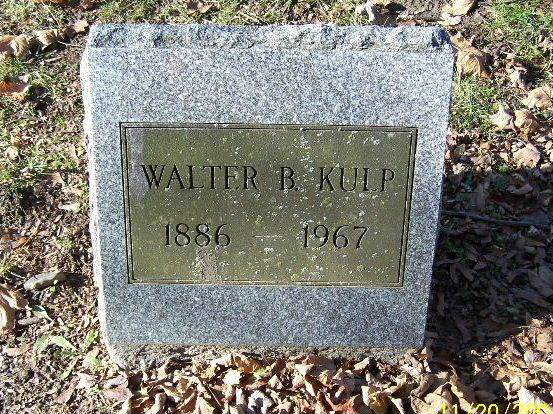 WALTER B. KULP
1886 — 1967